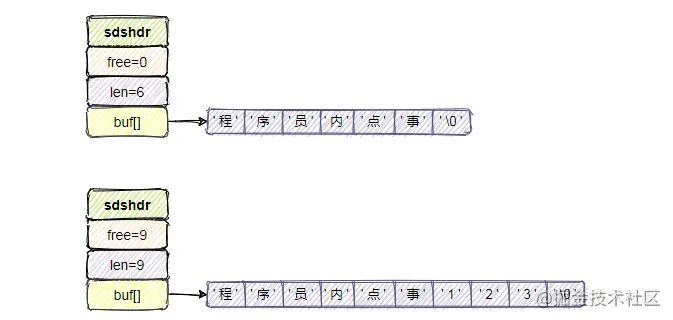 sdshdr
free=0
len=6
buf[]
'程' '序' '员' '内' '点' '事' '\0'
sdshdr
free=9
len=9
buf[]
'程' '序' '员' '内' '点' '事' '1' '2' '3' '\0'
@掘金技术社区